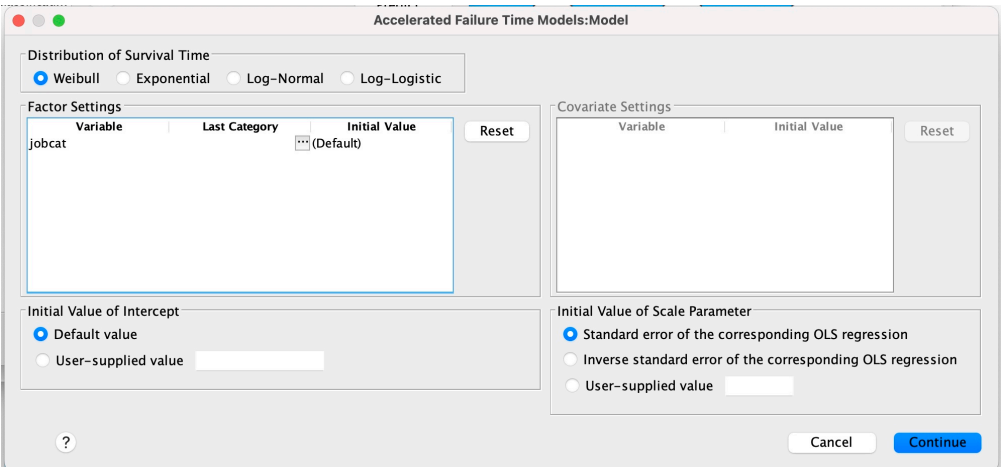 Accelerated Failure Time Models:Model
Distribution of Survival Time
Weibull Exponential Log-Normal Log-Logistic
Factor Settings
Variable Last Category Initial Value
jobcat ... (Default)
Reset
Covariate Settings
Variable Initial Value
Reset
Initial Value of Intercept
Default value
User-supplied value
Initial Value of Scale Parameter
Standard error of the corresponding OLS regression
Inverse standard error of the corresponding OLS regression
User-supplied value
? Cancel Continue